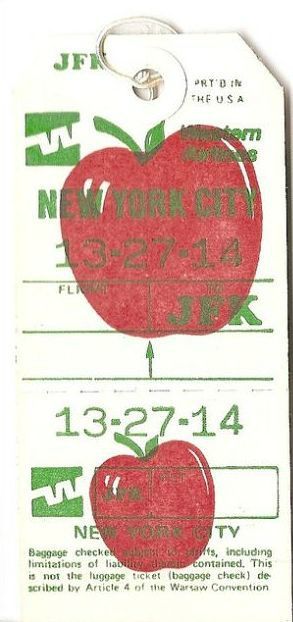 JFK
PRT'D IN
THE U S A
Western
Airlines
NEW YORK CITY
13-27-14
FLIGHT TO
JFK
13-27-14
JFK
NEW YORK CITY
Baggage checked subject to tariffs, including
limitations of liability therein contained. This
is not the luggage ticket (baggage check) de-
scribed by Article 4 of the Warsaw Convention